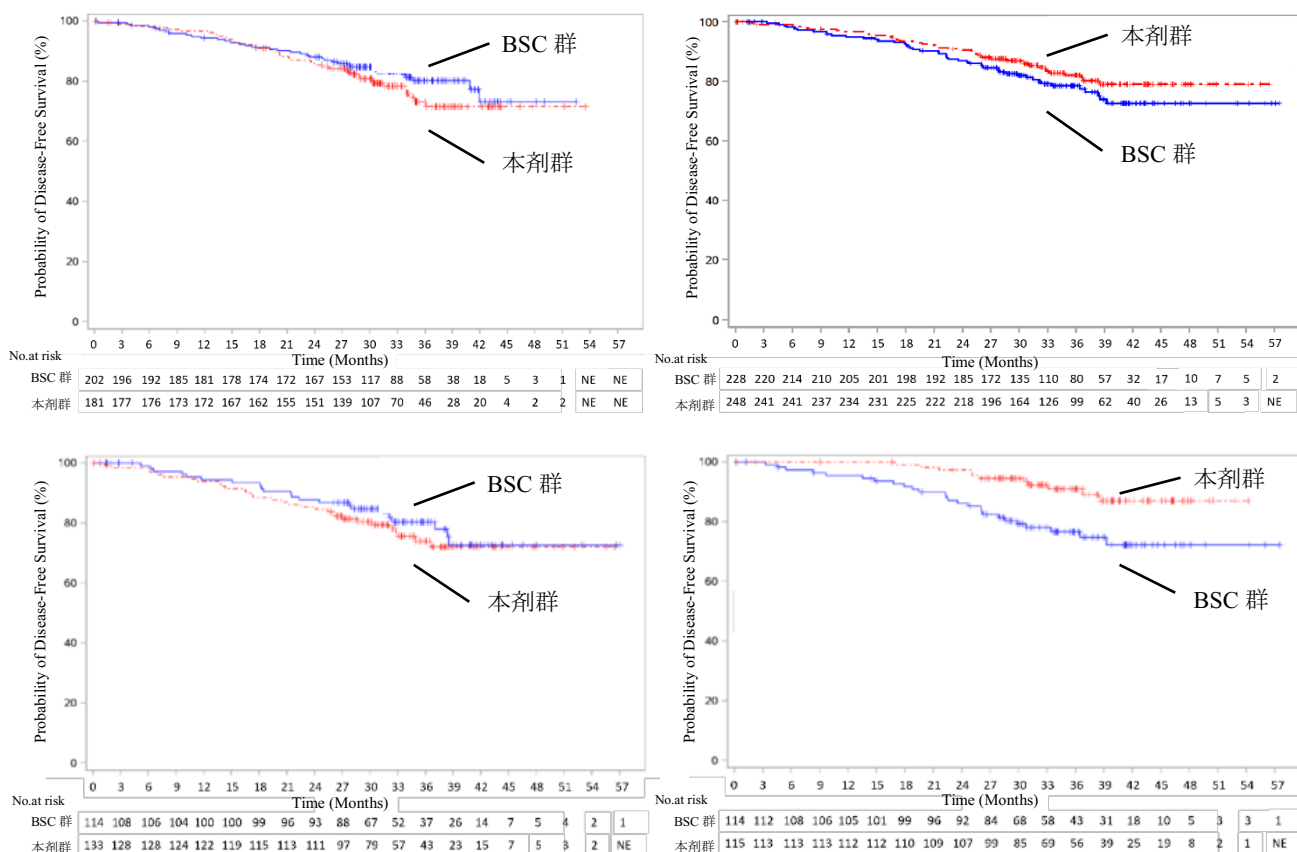 Probability of Disease-Free Survival (%)
100
80
60
40
20
0
BSC 群
本剤群
0 3 6 9 12 15 18 21 24 27 30 33 36 39 42 45 48 51 54 57
Time (Months)
No.at risk
BSC 群 202 196 192 185 181 178 174 172 167 153 117 88 58 38 18 5 3 1 NE NE
本剤群 181 177 176 173 172 167 162 155 151 139 107 70 46 28 20 4 2 2 NE NE
Probability of Disease-Free Survival (%)
100
80
60
40
20
0
本剤群
BSC 群
0 3 6 9 12 15 18 21 24 27 30 33 36 39 42 45 48 51 54 57
Time (Months)
No.at risk
BSC 群 228 220 214 210 205 201 198 192 185 172 135 110 80 57 32 17 10 7 5 2
本剤群 248 241 241 237 234 231 225 222 218 196 164 126 99 62 40 26 13 5 3 NE
Probability of Disease-Free Survival (%)
100
80
60
40
20
0
BSC 群
本剤群
0 3 6 9 12 15 18 21 24 27 30 33 36 39 42 45 48 51 54 57
Time (Months)
No.at risk
BSC 群 114 108 106 104 100 100 99 96 93 88 67 52 37 26 14 7 5 4 2 1
本剤群 133 128 128 124 122 119 115 113 111 97 79 57 43 23 15 7 5 3 2 NE
Probability of Disease-Free Survival (%)
100
80
60
40
20
0
本剤群
BSC 群
0 3 6 9 12 15 18 21 24 27 30 33 36 39 42 45 48 51 54 57
Time (Months)
No.at risk
BSC 群 114 112 108 106 105 101 99 96 92 84 68 58 43 31 18 10 5 3 3 1
本剤群 115 113 113 113 112 112 110 109 107 99 85 69 56 39 25 19 8 2 1 NE